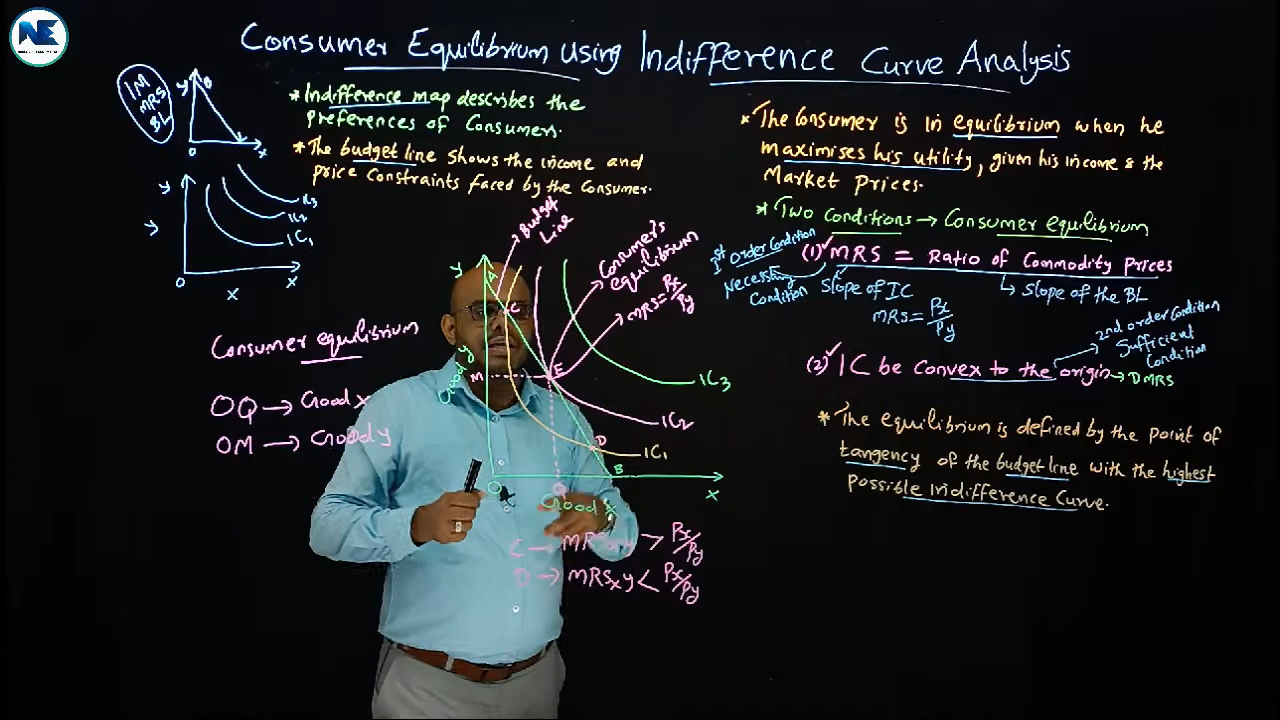 NE
Consumer Equilibrium using Indifference Curve Analysis
IM
MRS
BL
y
B
O
x
y
IC3
IC2
IC1
O
x
x
* Indifference map describes the
preferences of Consumers.
* The budget line shows the income and
price constraints faced by the Consumer.
Consumer equilibrium
OQ → Good x
OM → Good y
Budget
Line
Consumer's
equilibrium
MRS = Px/Py
y
A
C
M
E
Good y
IC3
IC2
D
IC1
B
O
Q
x
Good x
C → MRSxy > Px/Py
D → MRSxy < Px/Py
* The Consumer is in equilibrium when he
maximises his utility, given his income & the
Market Prices.
* Two conditions → Consumer equilibrium
(1) MRS = Ratio of Commodity Prices
1st order Condition
Necessary
Condition
Slope of IC
MRS = Px/Py
Slope of the BL
2nd order Condition
Sufficient
Condition
(2) IC be Convex to the origin → DMRS
* The equilibrium is defined by the point of
tangency of the budget line with the highest
Possible indifference Curve.